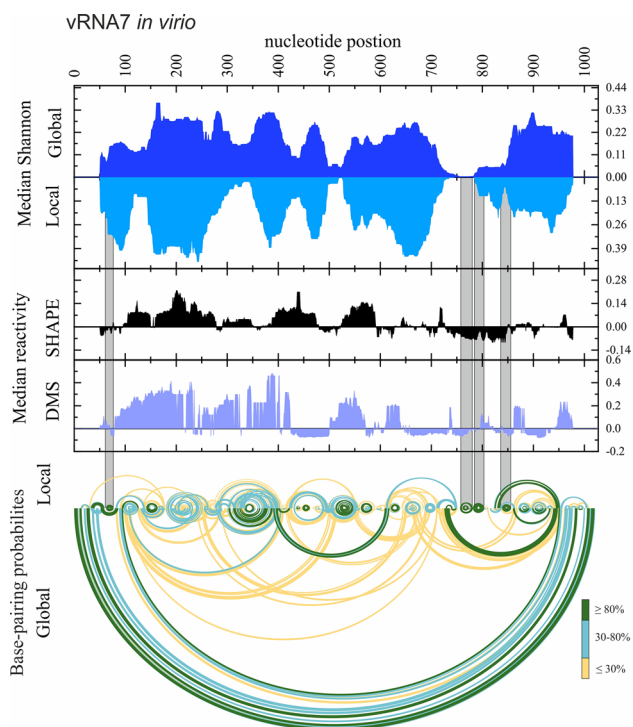 vRNA7 in virio
nucleotide postion
0 100 200 300 400 500 600 700 800 900 1000
Median Shannon
Global
Local
0.44
0.33
0.22
0.11
0.00
0.13
0.26
0.39
Median reactivity
SHAPE
DMS
0.28
0.14
0.00
-0.14
0.6
0.4
0.2
0.0
-0.2
Base-pairing probabilites
Local
Global
≥ 80%
30-80%
≤ 30%